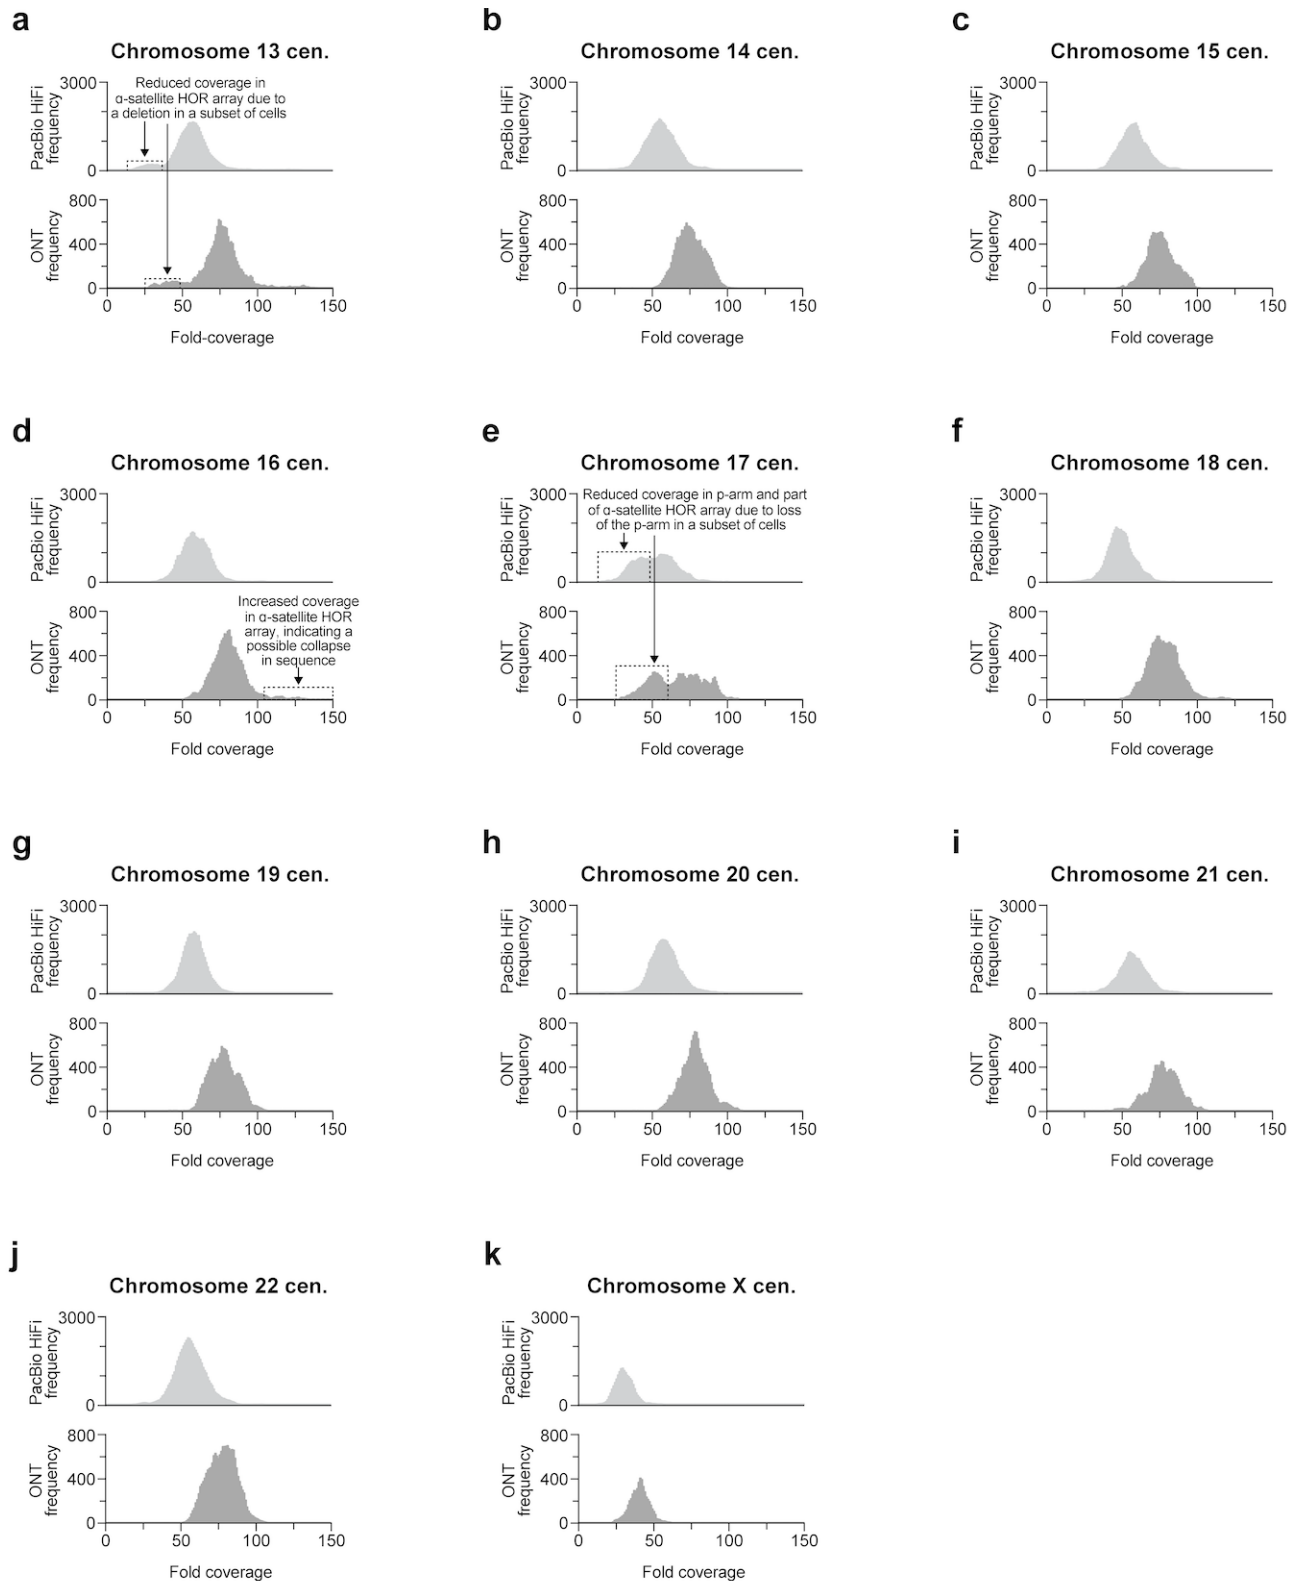 a
Chromosome 13 cen.
Reduced coverage in
α-satellite HOR array due to
a deletion in a subset of cells
PacBio HiFi
frequency
3000
0
ONT
frequency
800
400
0
0 50 100 150
Fold-coverage
b
Chromosome 14 cen.
PacBio HiFi
frequency
3000
0
ONT
frequency
800
400
0
0 50 100 150
Fold coverage
c
Chromosome 15 cen.
PacBio HiFi
frequency
3000
0
ONT
frequency
800
400
0
0 50 100 150
Fold coverage
d
Chromosome 16 cen.
PacBio HiFi
frequency
3000
0
Increased coverage
in α-satellite HOR
array, indicating a
possible collapse
in sequence
ONT
frequency
800
400
0
0 50 100 150
Fold coverage
e
Chromosome 17 cen.
Reduced coverage in p-arm and part
of α-satellite HOR array due to loss
of the p-arm in a subset of cells
PacBio HiFi
frequency
3000
0
ONT
frequency
800
400
0
0 50 100 150
Fold coverage
f
Chromosome 18 cen.
PacBio HiFi
frequency
3000
0
ONT
frequency
800
400
0
0 50 100 150
Fold coverage
g
Chromosome 19 cen.
PacBio HiFi
frequency
3000
0
ONT
frequency
800
400
0
0 50 100 150
Fold coverage
h
Chromosome 20 cen.
PacBio HiFi
frequency
3000
0
ONT
frequency
800
400
0
0 50 100 150
Fold coverage
i
Chromosome 21 cen.
PacBio HiFi
frequency
3000
0
ONT
frequency
800
400
0
0 50 100 150
Fold coverage
j
Chromosome 22 cen.
PacBio HiFi
frequency
3000
0
ONT
frequency
800
400
0
0 50 100 150
Fold coverage
k
Chromosome X cen.
PacBio HiFi
frequency
3000
0
ONT
frequency
800
400
0
0 50 100 150
Fold coverage